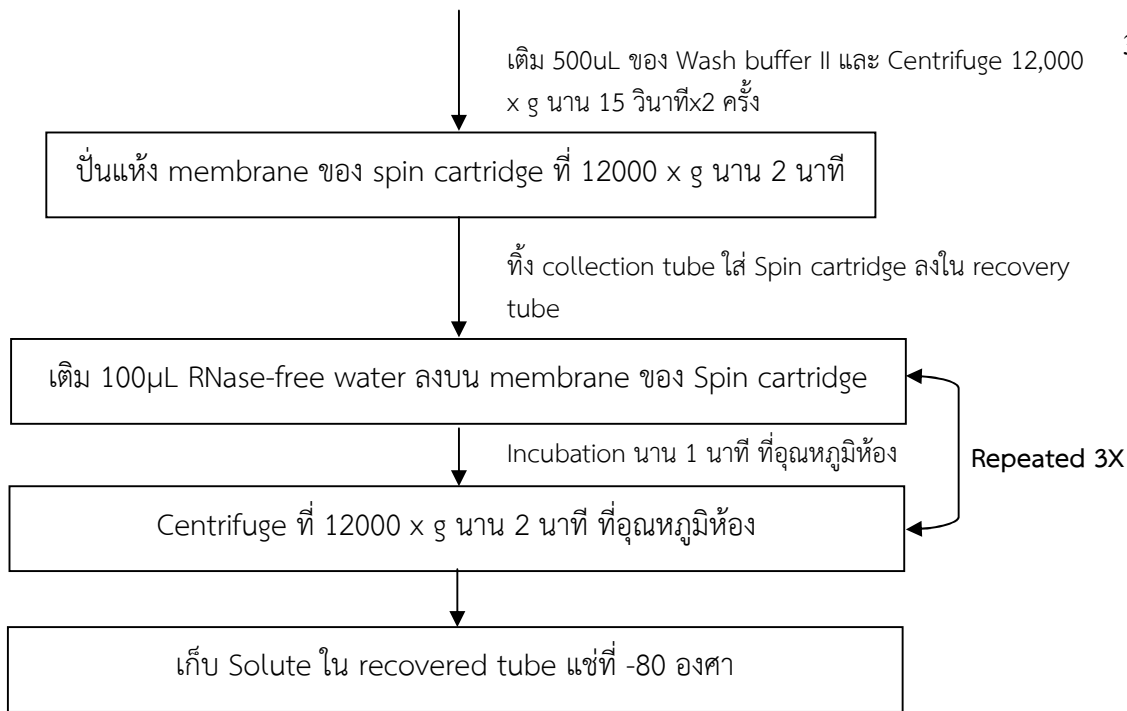 เติม 500uL ของ Wash buffer II และ Centrifuge 12,000
x g นาน 15 วินาทีx2 ครั้ง
ปั่นแห้ง membrane ของ spin cartridge ที่ 12000 x g นาน 2 นาที
ทิ้ง collection tube ใส่ Spin cartridge ลงใน recovery
tube
เติม 100µL RNase-free water ลงบน membrane ของ Spin cartridge
Incubation นาน 1 นาที ที่อุณหภูมิห้อง
Repeated 3X
Centrifuge ที่ 12000 x g นาน 2 นาที ที่อุณหภูมิห้อง
เก็บ Solute ใน recovered tube แช่ที่ -80 องศา